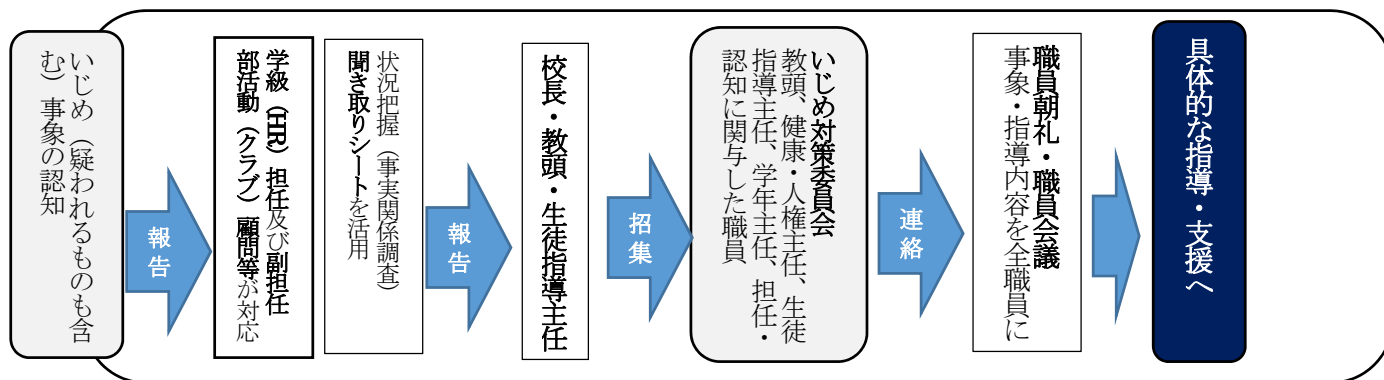 いじめ（疑われるものも含
む）事象の認知
報告
学級（HR）担任及び副担任
部活動（クラブ）顧問等が対応
状況把握（事実関係調査）
聞き取りシートを活用
報告
校長・教頭・生徒指導主任
招集
いじめ対策委員会
教頭、健康・人権主任、生徒
指導主任、学年主任、担任・
認知に関与した職員
連絡
職員朝礼・職員会議
事象・指導内容を全職員に
具体的な指導・支援へ